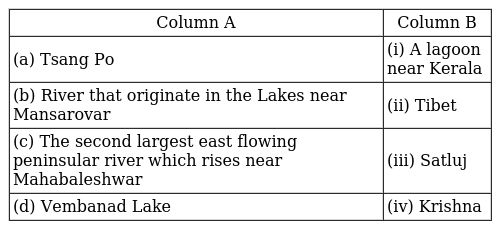 Column A
Column B
(a) Tsang Po
(i) A lagoon
near Kerala
(b) River that originate in the Lakes near
Mansarovar
(ii) Tibet
(c) The second largest east flowing
peninsular river which rises near
Mahabaleshwar
(iii) Satluj
(d) Vembanad Lake
(iv) Krishna